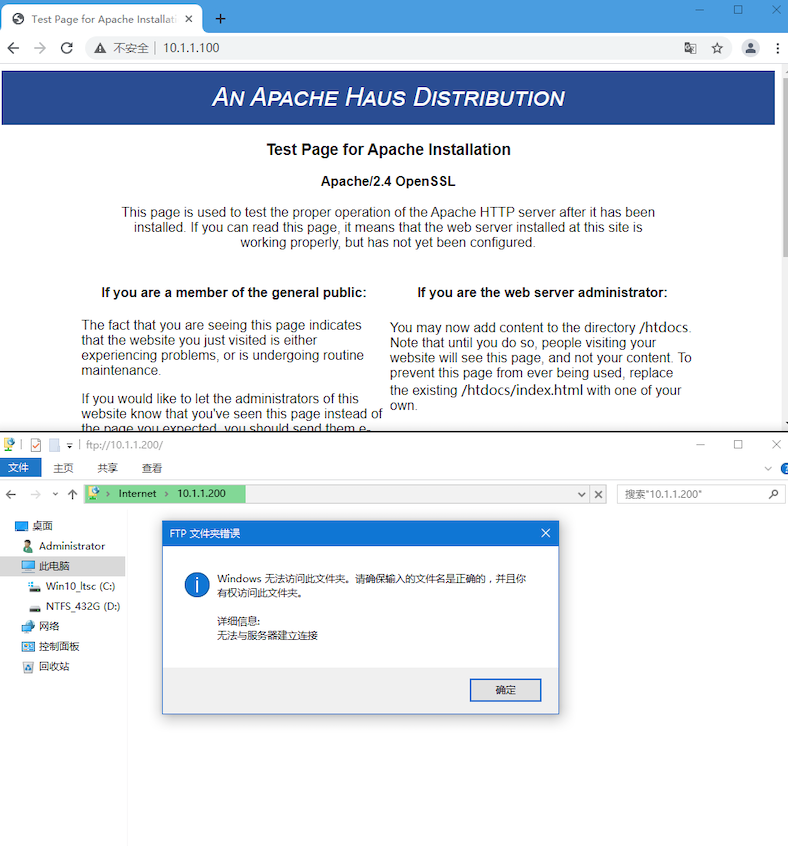 Test Page for Apache Installati
不安全 10.1.1.100
AN APACHE HAUS DISTRIBUTION
Test Page for Apache Installation
Apache/2.4 OpenSSL
This page is used to test the proper operation of the Apache HTTP server after it has been
installed. If you can read this page, it means that the web server installed at this site is
working properly, but has not yet been configured.
If you are a member of the general public:
The fact that you are seeing this page indicates
that the website you just visited is either
experiencing problems, or is undergoing routine
maintenance.
If you would like to let the administrators of this
website know that you've seen this page instead of
the page you expected, you should send them e-
If you are the web server administrator:
You may now add content to the directory /htdocs.
Note that until you do so, people visiting your
website will see this page, and not your content. To
prevent this page from ever being used, replace
the existing /htdocs/index.html with one of your
own.
ftp://10.1.1.200/
文件 主页 共享 查看
Internet 10.1.1.200 搜索"10.1.1.200"
桌面
Administrator
此电脑
Win10_ltsc (C:)
NTFS_432G (D:)
网络
控制面板
回收站
FTP 文件夹错误
Windows 无法访问此文件夹。请确保输入的文件名是正确的，并且你
有权访问此文件夹。
详细信息:
无法与服务器建立连接
确定